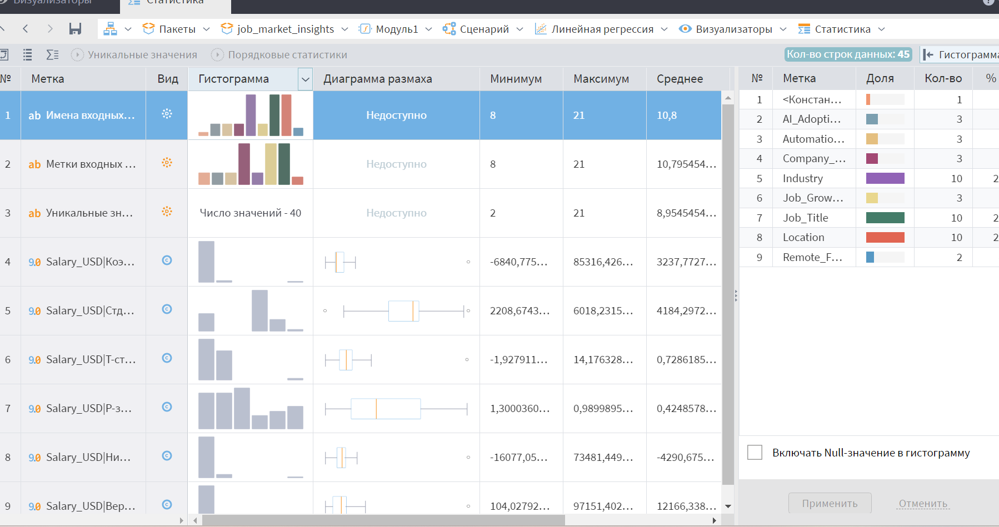 Визуализаторы Статистика
Пакеты job_market_insights Модуль1 Сценарий Линейная регрессия Визуализаторы Статистика
Уникальные значения Порядковые статистики Кол-во строк данных: 45 Гистограмма
№ Метка Вид Гистограмма Диаграмма размаха Минимум Максимум Среднее
1 ab Имена входных… Недоступно 8 21 10,8
2 ab Метки входных … Недоступно 8 21 10,795454…
3 ab Уникальные зн… Число значений - 40 Недоступно 2 21 8,9545454…
4 9.0 Salary_USD|Коэ… -6840,775… 85316,426… 3237,7727…
5 9.0 Salary_USD|Стд… 2208,6743… 6018,2315… 4184,2972…
6 9.0 Salary_USD|T-ст… -1,927911… 14,176328… 0,7286185…
7 9.0 Salary_USD|P-з… 1,3000360… 0,9899895… 0,4248578…
8 9.0 Salary_USD|Ни… -16077,05… 73481,449… -4290,675…
9 9.0 Salary_USD|Вер… 104,02792… 97151,402… 12166,338…
№ Метка Доля Кол-во %
1 <Констан… 1
2 AI_Adopti… 3
3 Automatio… 3
4 Company_… 3
5 Industry 10 2
6 Job_Grow… 3
7 Job_Title 10 2
8 Location 10 2
9 Remote_F… 2
Включать Null-значение в гистограмму
Применить Отменить